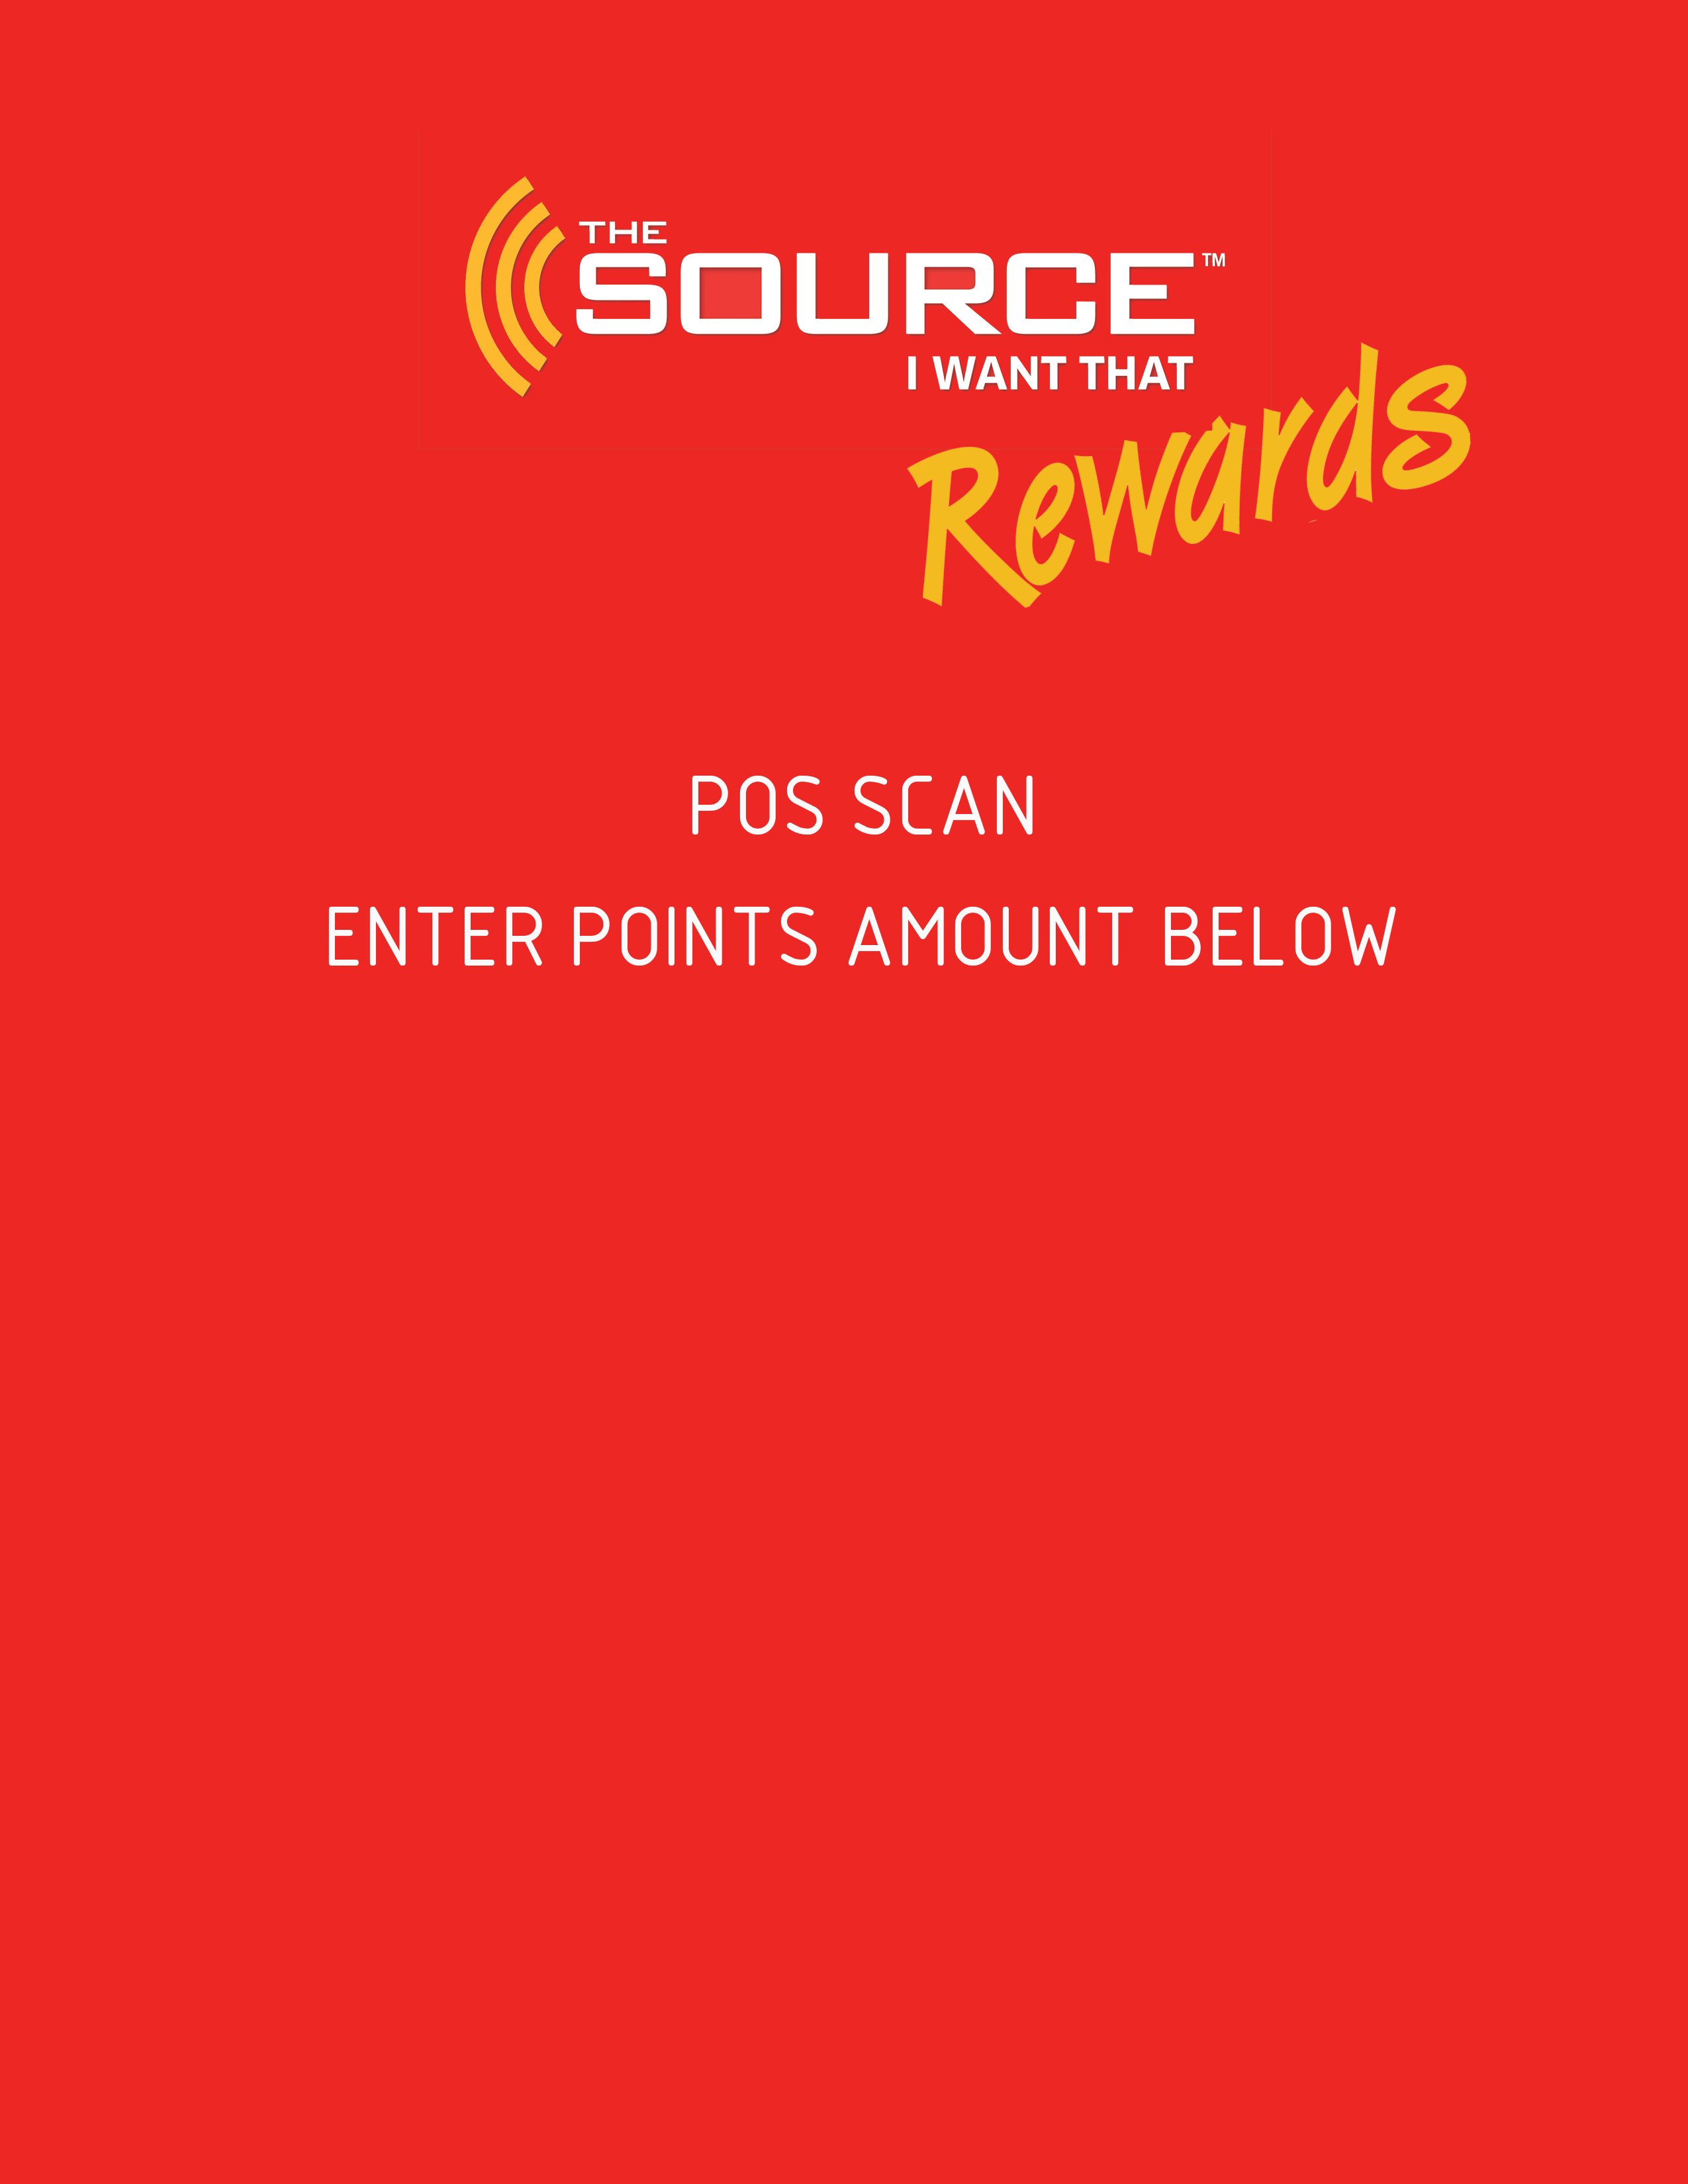 THE
SOURCE™
I WANT THAT
Rewards
POS SCAN
ENTER POINTS AMOUNT BELOW